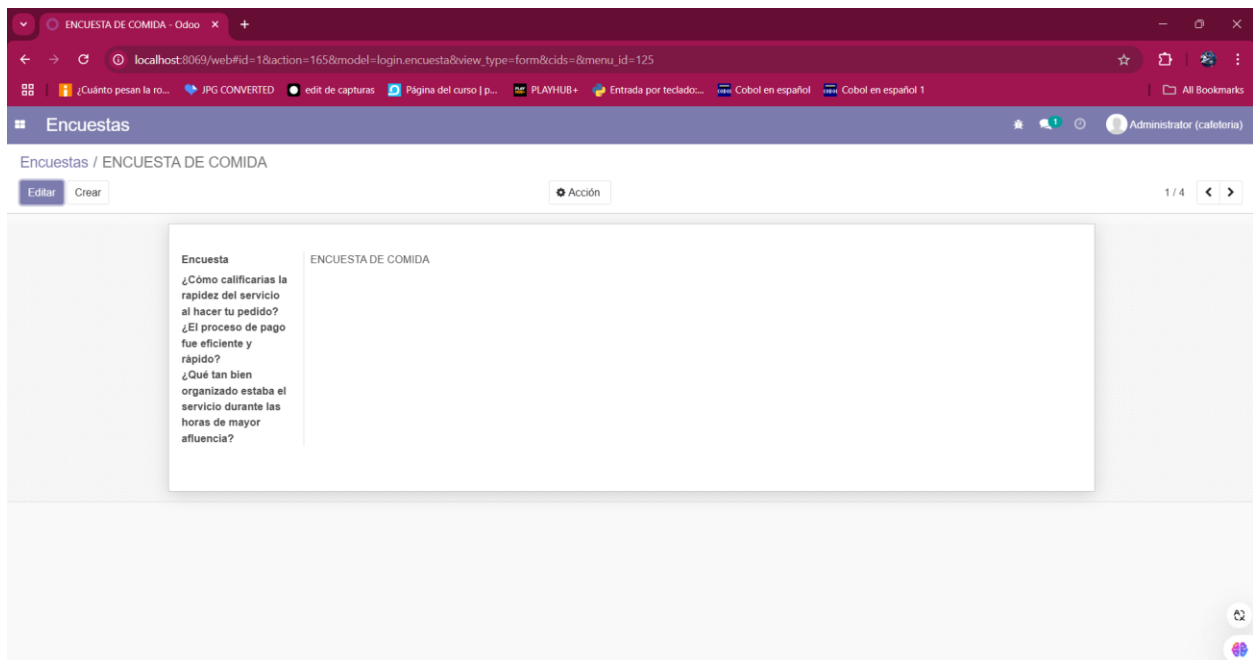 ENCUESTA DE COMIDA - Odoo
localhost:8069/web#id=1&action=165&model=login.encuesta&view_type=form&cids=&menu_id=125
¿Cuánto pesan la ro... JPG CONVERTED edit de capturas Página del curso | p... PLAYHUB+ Entrada por teclado:... Cobol en español Cobol en español 1 All Bookmarks
Encuestas 1 Administrator (cafeteria)
Encuestas / ENCUESTA DE COMIDA
Editar Crear Acción 1 / 4
Encuesta ENCUESTA DE COMIDA
¿Cómo calificarías la
rapidez del servicio
al hacer tu pedido?
¿El proceso de pago
fue eficiente y
rápido?
¿Qué tan bien
organizado estaba el
servicio durante las
horas de mayor
afluencia?